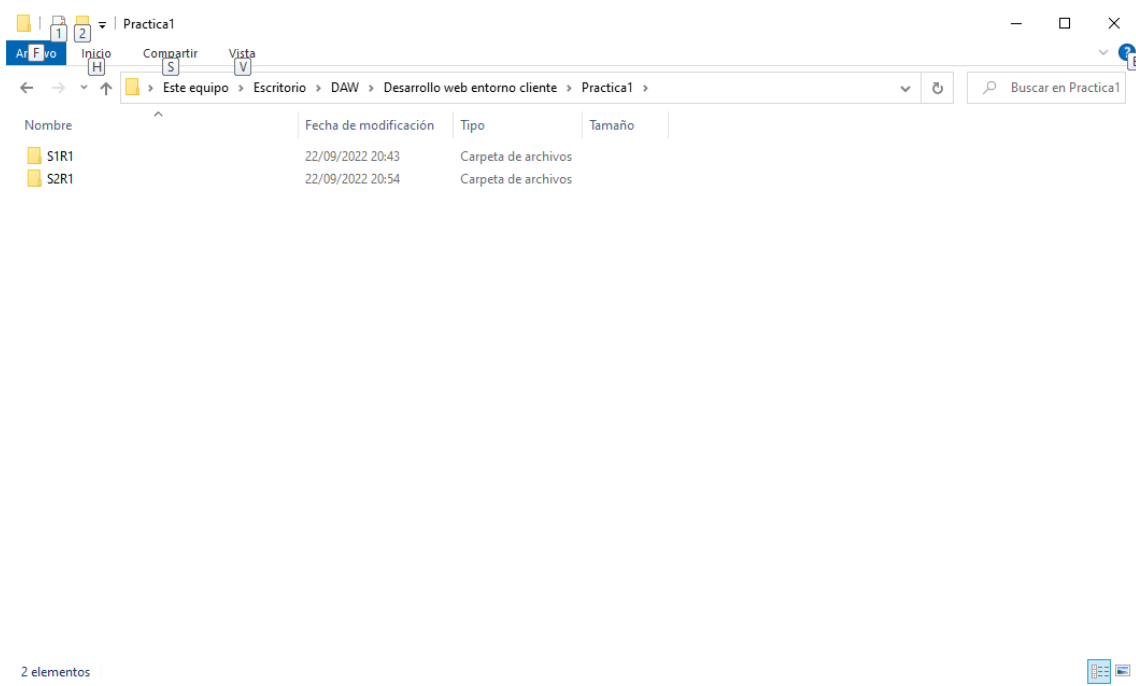 Practica1
1 2
Archivo Inicio Compartir Vista
F H S V
Este equipo > Escritorio > DAW > Desarrollo web entorno cliente > Practica1 >
Buscar en Practica1
Nombre Fecha de modificación Tipo Tamaño
S1R1 22/09/2022 20:43 Carpeta de archivos
S2R1 22/09/2022 20:54 Carpeta de archivos
2 elementos